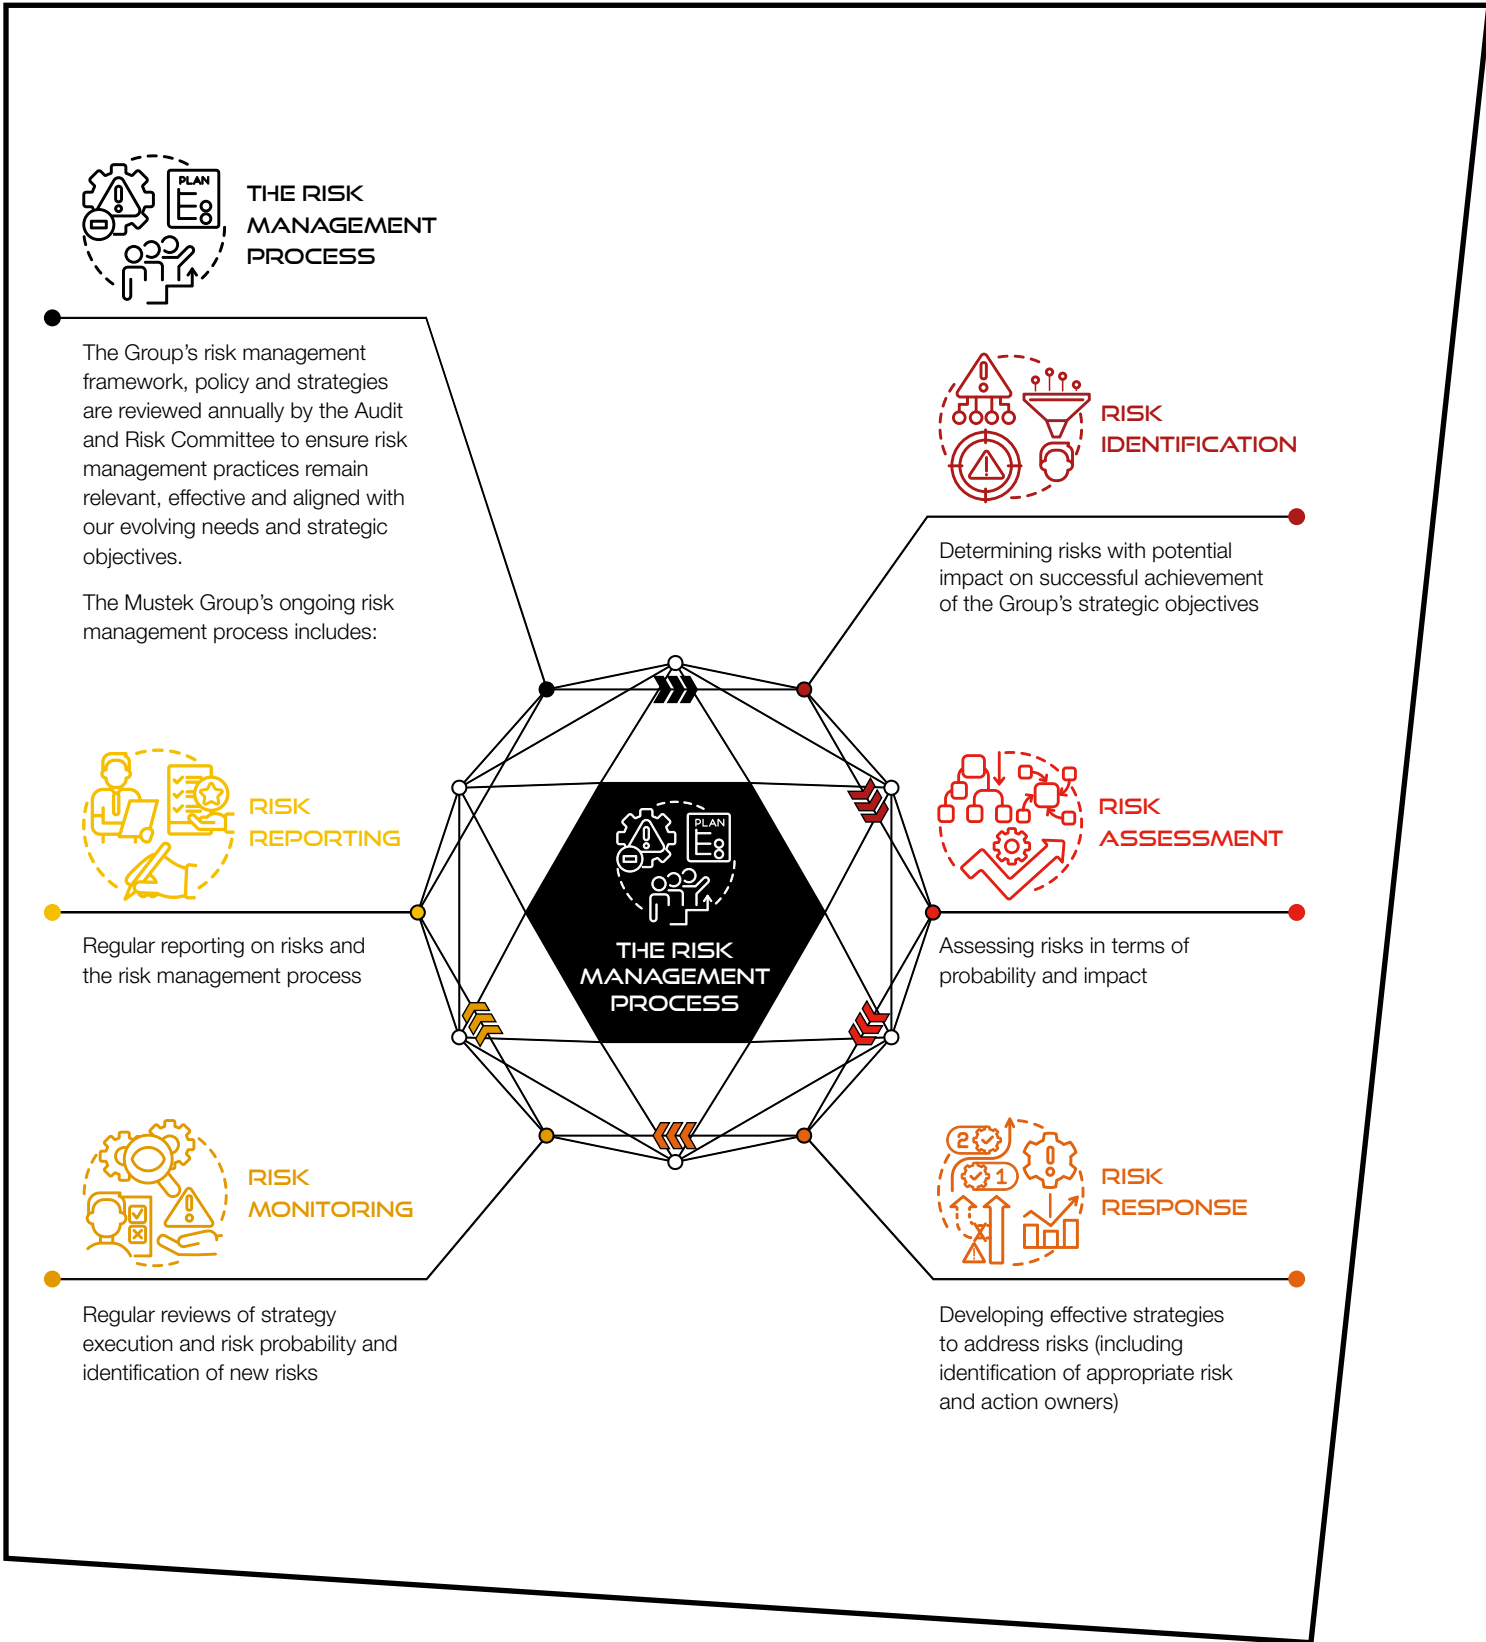 PLAN
THE RISK
MANAGEMENT
PROCESS
The Group’s risk management
framework, policy and strategies
are reviewed annually by the Audit
and Risk Committee to ensure risk
management practices remain
relevant, effective and aligned with
our evolving needs and strategic
objectives.
The Mustek Group’s ongoing risk
management process includes:
RISK
IDENTIFICATION
Determining risks with potential
impact on successful achievement
of the Group’s strategic objectives
RISK
ASSESSMENT
Assessing risks in terms of
probability and impact
2
1
RISK
RESPONSE
Developing effective strategies
to address risks (including
identification of appropriate risk
and action owners)
RISK
MONITORING
Regular reviews of strategy
execution and risk probability and
identification of new risks
RISK
REPORTING
Regular reporting on risks and
the risk management process
PLAN
THE RISK
MANAGEMENT
PROCESS